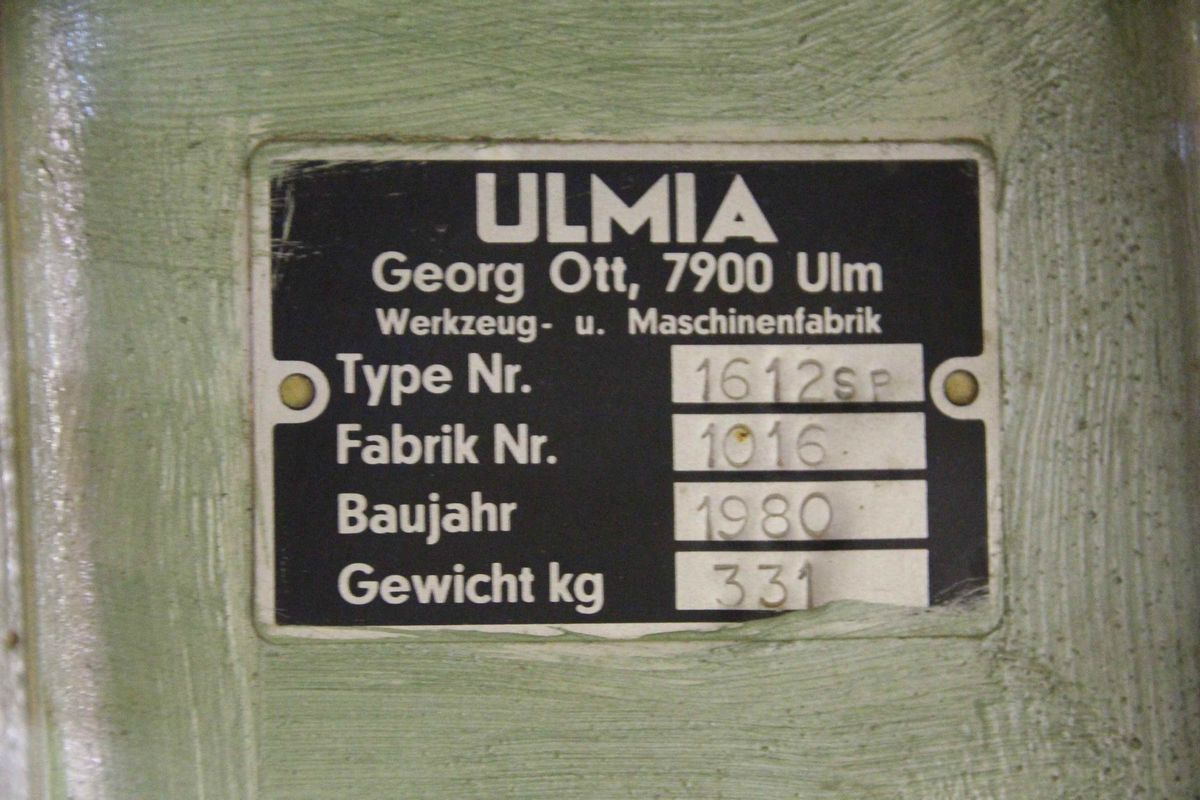 ULMIA
Georg Ott, 7900 Ulm
Werkzeug- u. Maschinenfabrik
Type Nr. 1612SP
Fabrik Nr. 1016
Baujahr 1980
Gewicht kg 331